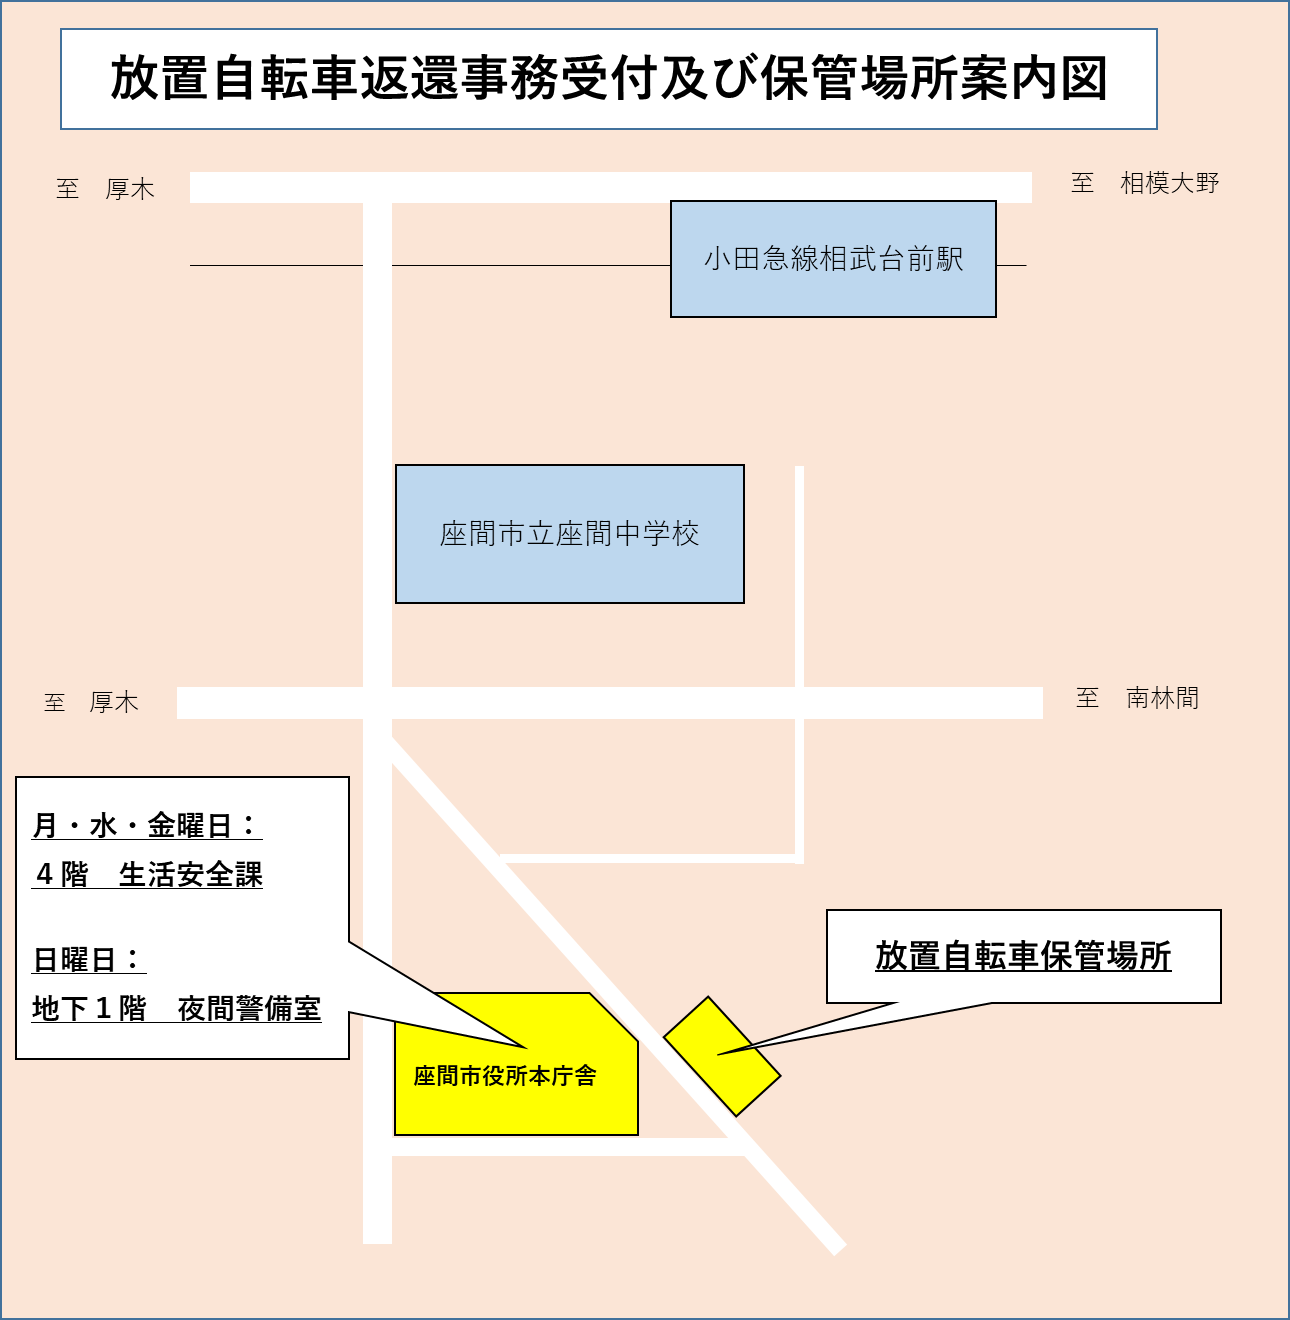 放置自転車返還事務受付及び保管場所案内図
至　厚木
至　相模大野
小田急線相武台前駅
座間市立座間中学校
至　厚木
至　南林間
月・水・金曜日：
４階　生活安全課
日曜日：
地下１階　夜間警備室
放置自転車保管場所
座間市役所本庁舎